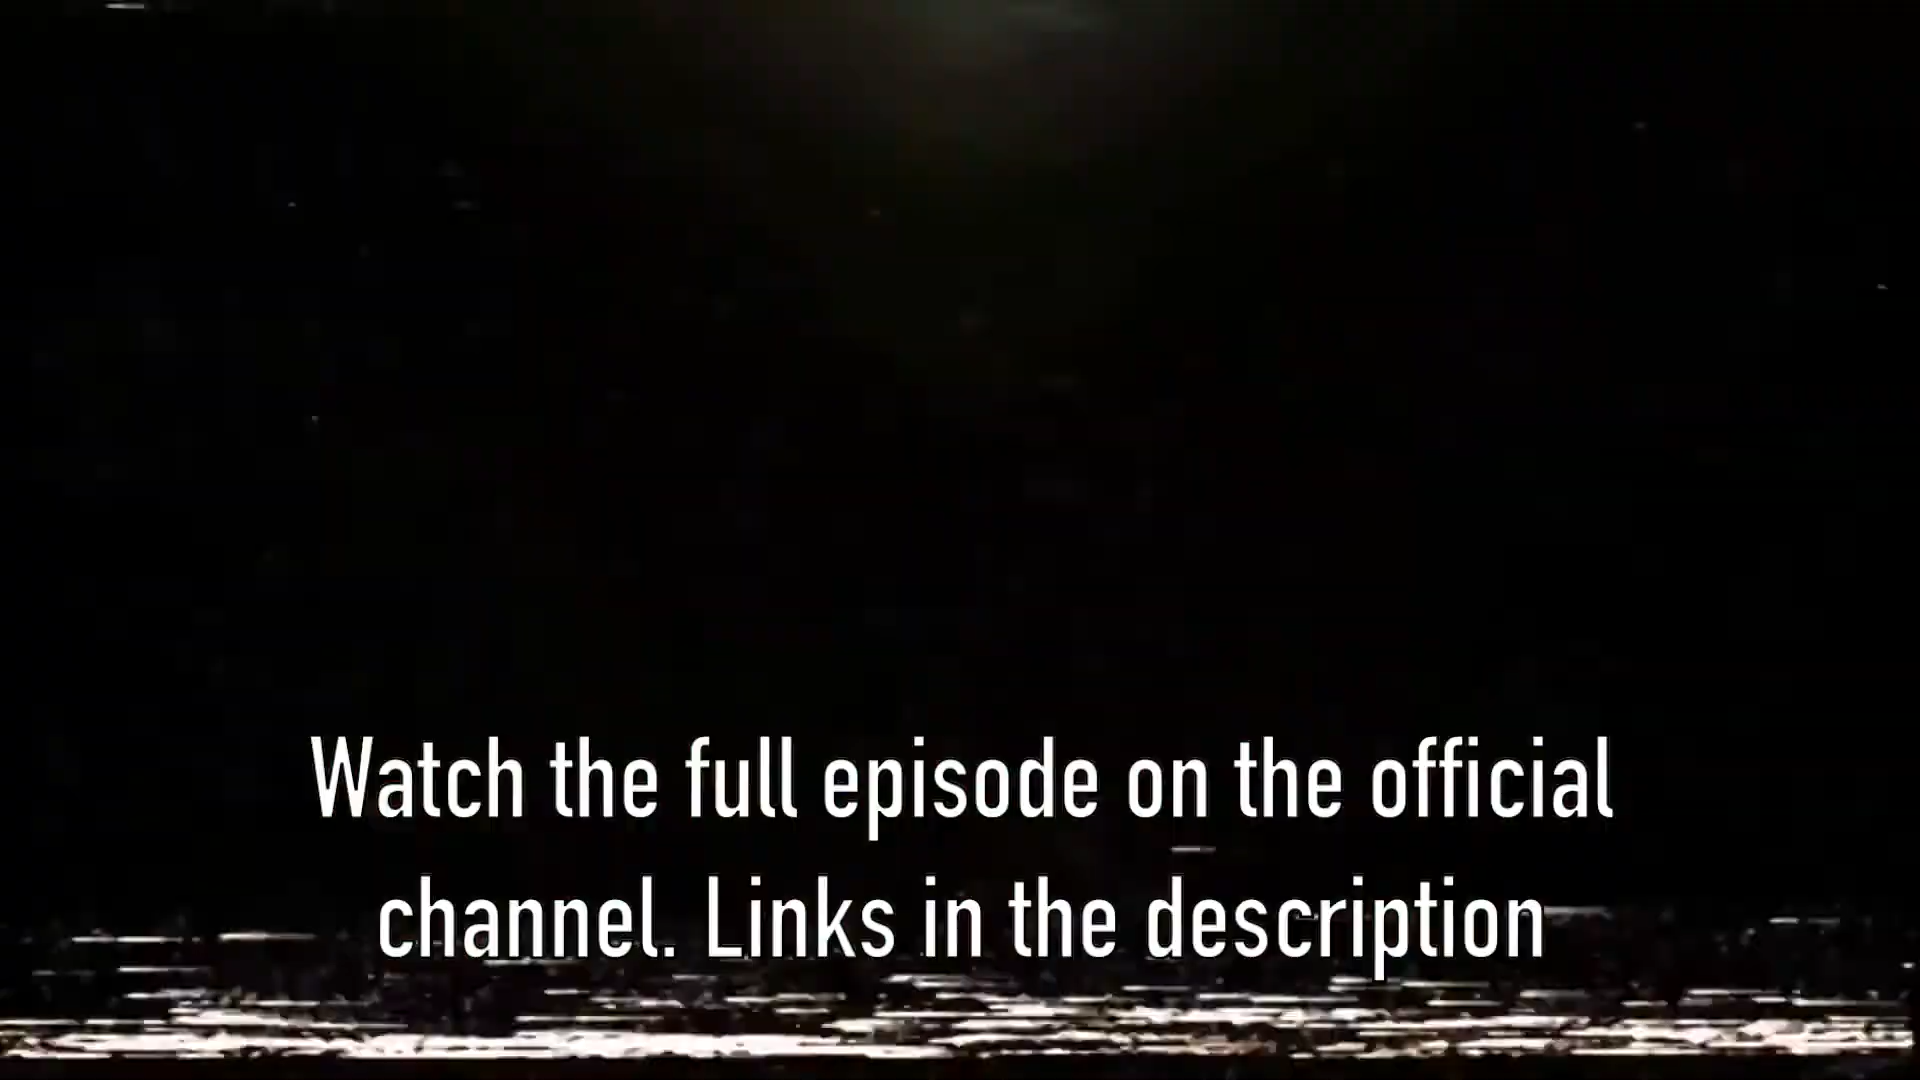 Watch the full episode on the official
channel. Links in the description